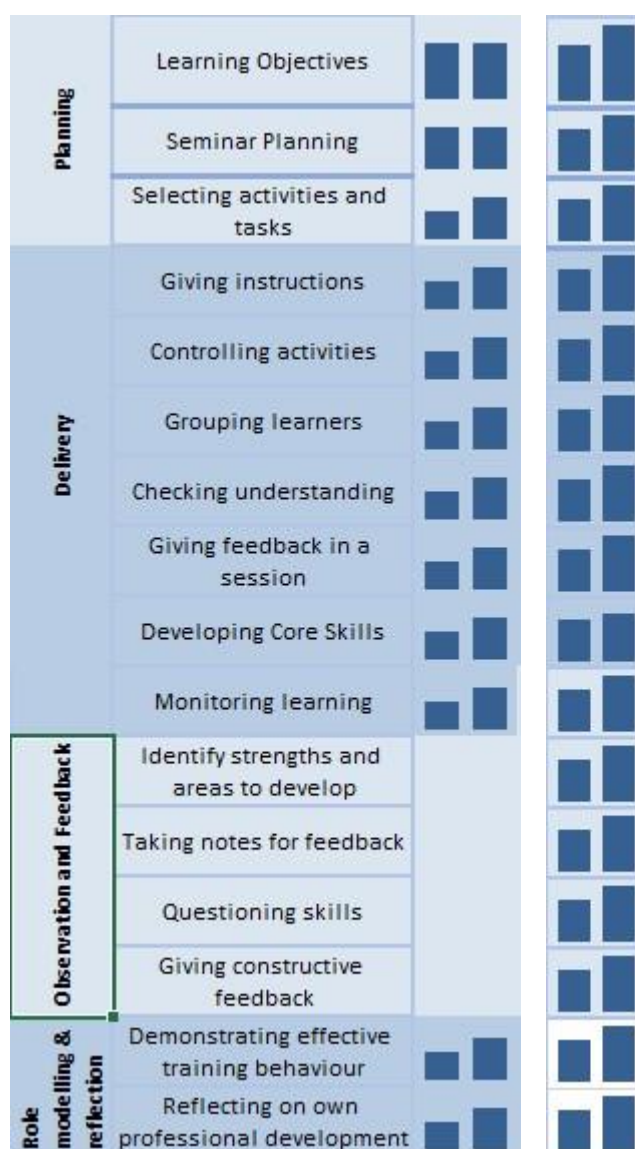 Planning
Learning Objectives
Seminar Planning
Selecting activities and
tasks
Delivery
Giving instructions
Controlling activities
Grouping learners
Checking understanding
Giving feedback in a
session
Developing Core Skills
Monitoring learning
Observation and Feedback
Identify strengths and
areas to develop
Taking notes for feedback
Questioning skills
Giving constructive
feedback
Role
modelling &
reflection
Demonstrating effective
training behaviour
Reflecting on own
professional development